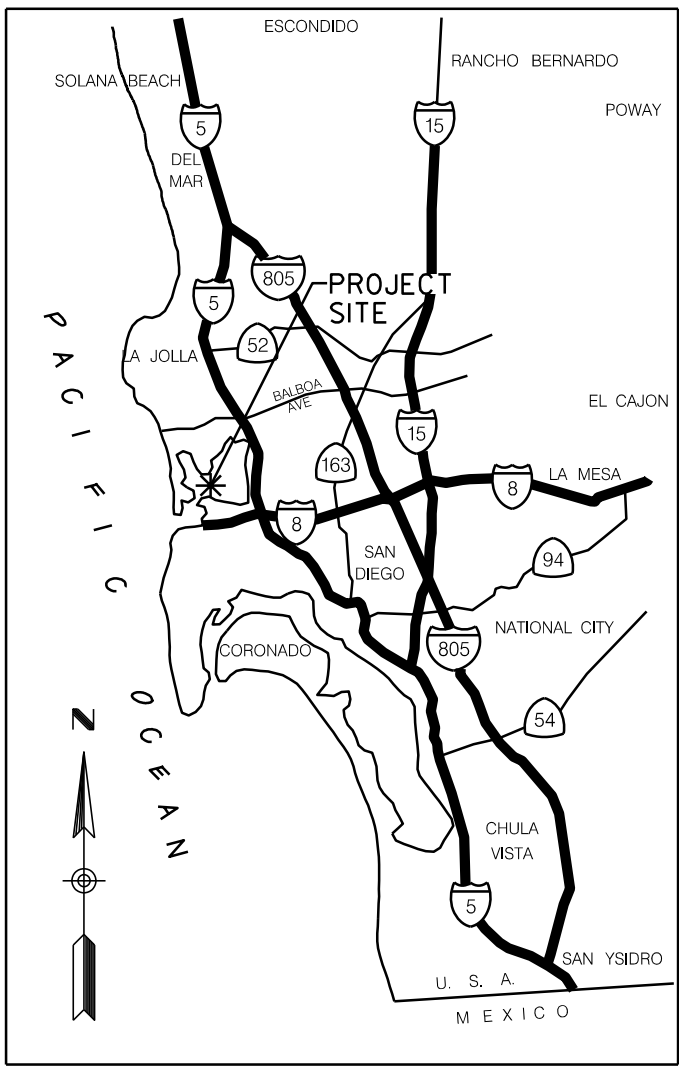 ESCONDIDO
RANCHO BERNARDO
SOLANA BEACH
POWAY
5
15
DEL
MAR
805
PROJECT
SITE
5
52
LA JOLLA
PACIFIC OCEAN
BALBOA
AVE
EL CAJON
15
163
LA MESA
8
8
SAN
DIEGO
94
NATIONAL CITY
805
CORONADO
54
N
CHULA
VISTA
5
SAN YSIDRO
U. S. A.
MEXICO